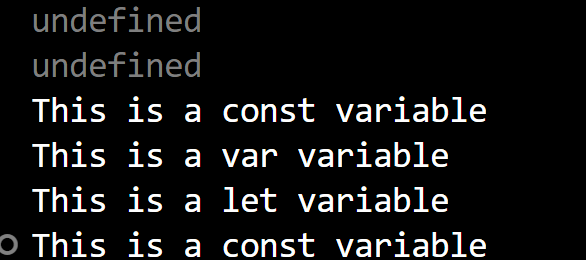 undefined
undefined
This is a const variable
This is a var variable
This is a let variable
This is a const variable